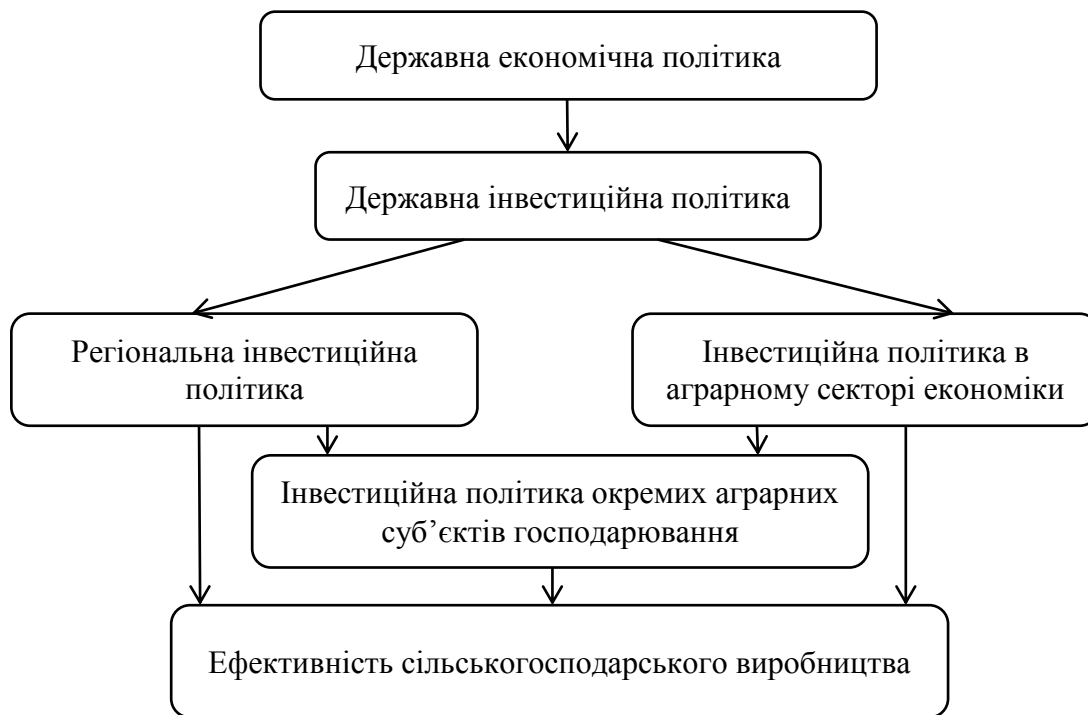 Державна економічна політика
Державна інвестиційна політика
Регіональна інвестиційна
політика
Інвестиційна політика в
аграрному секторі економіки
Інвестиційна політика окремих аграрних
суб’єктів господарювання
Ефективність сільськогосподарського виробництва